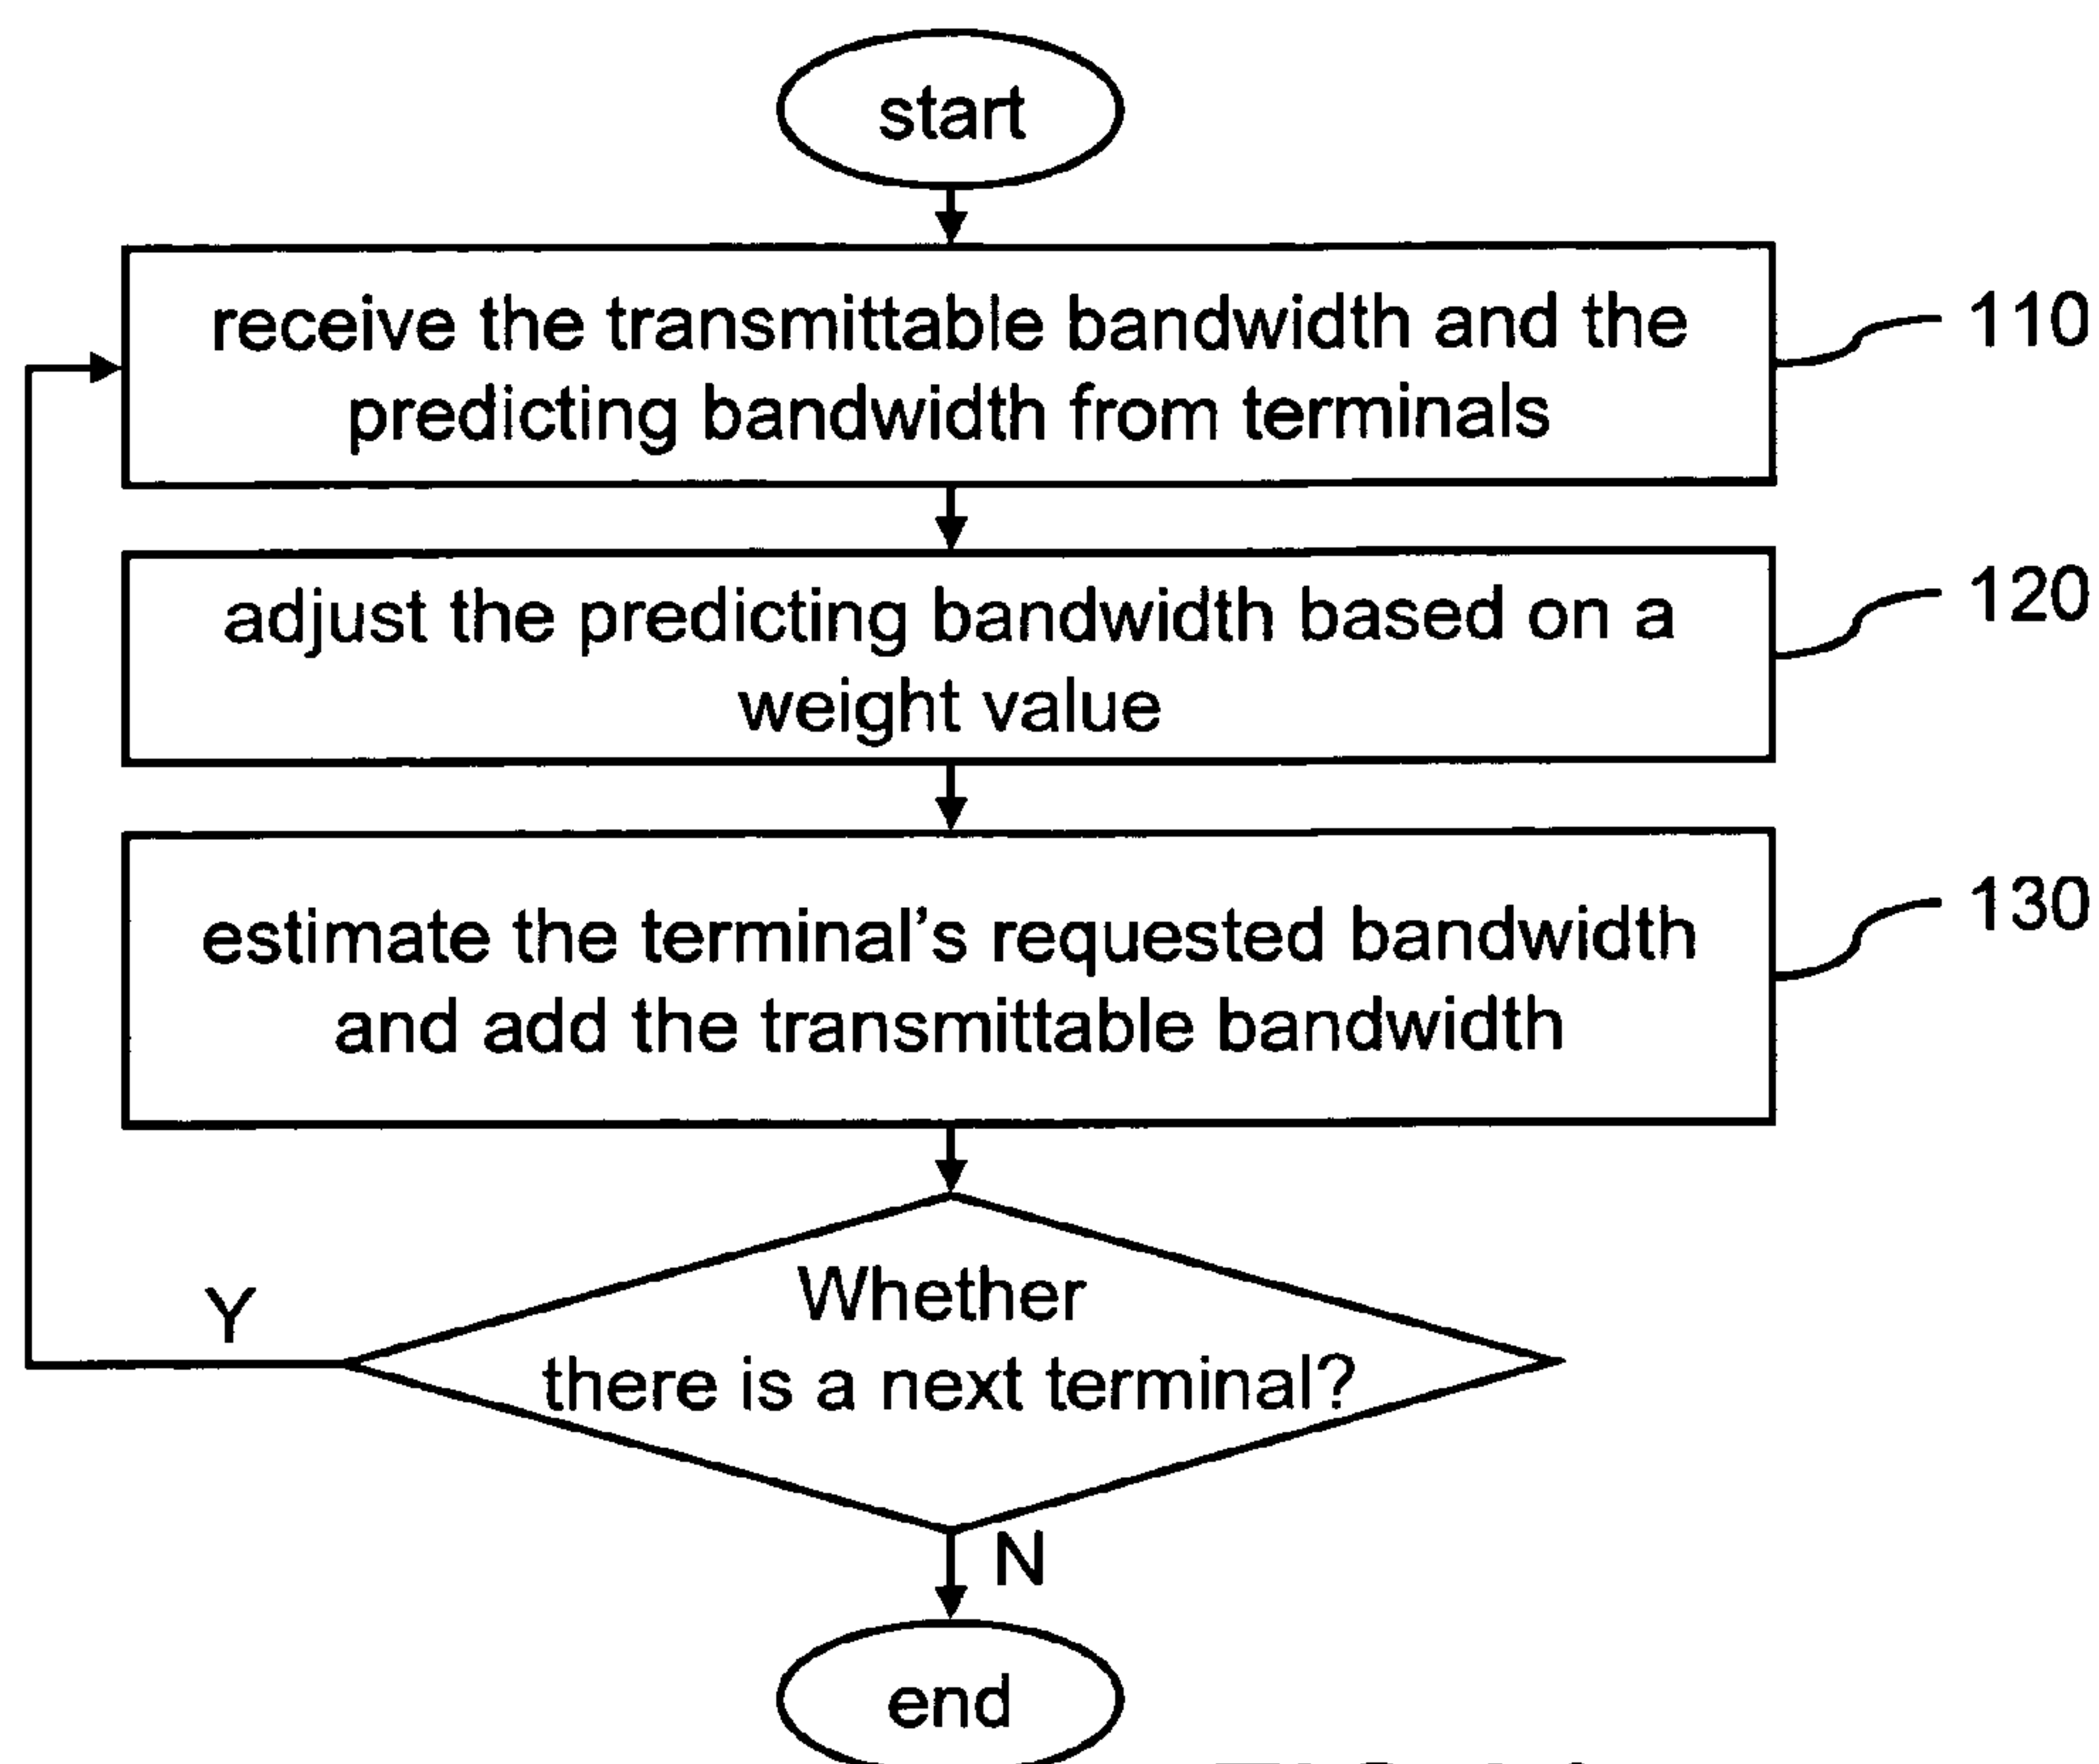 start
receive the transmittable bandwidth and the
predicting bandwidth from terminals
110
adjust the predicting bandwidth based on a
weight value
120
estimate the terminal's requested bandwidth
and add the transmittable bandwidth
130
Whether
there is a next terminal?
Y
N
end